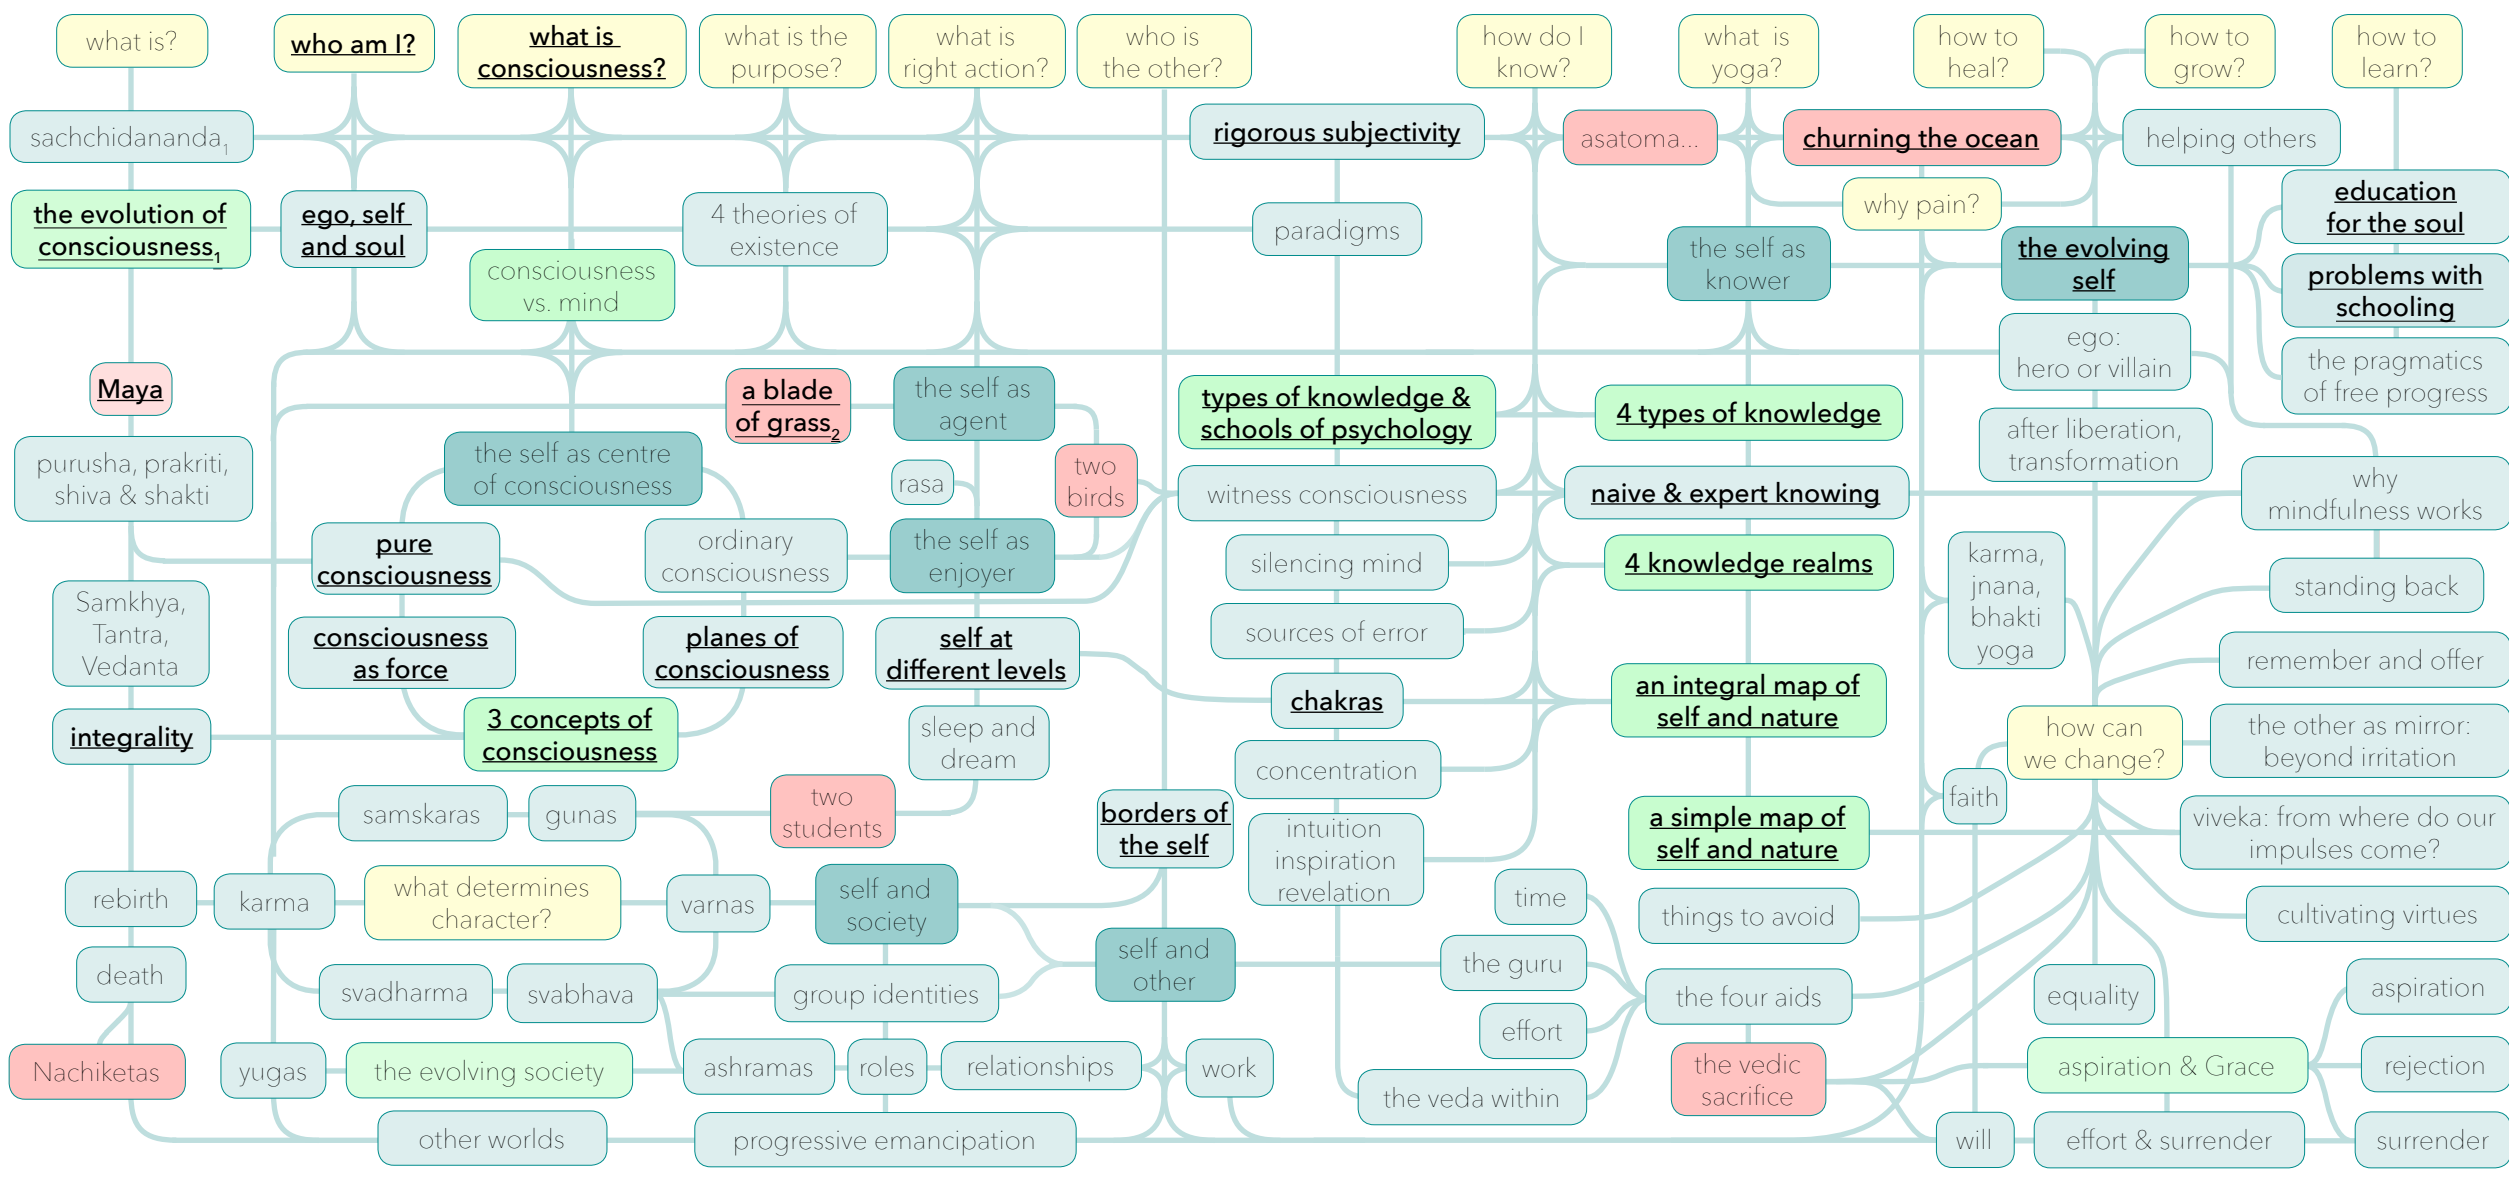 what is?
who am I?
what is
consciousness?
what is the
purpose?
what is
right action?
who is
the other?
how do I
know?
what is
yoga?
how to
heal?
how to
grow?
how to
learn?
sachchidananda1
rigorous subjectivity
asatoma...
churning the ocean
helping others
the evolution of
consciousness1
ego, self
and soul
4 theories of
existence
paradigms
why pain?
education
for the soul
consciousness
vs. mind
the self as
knower
the evolving
self
problems with
schooling
ego:
hero or villain
the pragmatics
of free progress
Maya
a blade
of grass2
the self as
agent
types of knowledge &
schools of psychology
4 types of knowledge
after liberation,
transformation
purusha, prakriti,
shiva & shakti
the self as centre
of consciousness
rasa
two
birds
witness consciousness
naive & expert knowing
why
mindfulness works
pure
consciousness
ordinary
consciousness
the self as
enjoyer
silencing mind
4 knowledge realms
karma,
jnana,
bhakti
yoga
standing back
Samkhya,
Tantra,
Vedanta
consciousness
as force
planes of
consciousness
self at
different levels
sources of error
remember and offer
integrality
3 concepts of
consciousness
sleep and
dream
chakras
an integral map of
self and nature
how can
we change?
the other as mirror:
beyond irritation
concentration
faith
samskaras
gunas
two
students
borders of
the self
intuition
inspiration
revelation
a simple map of
self and nature
viveka: from where do our
impulses come?
rebirth
karma
what determines
character?
varnas
self and
society
time
things to avoid
cultivating virtues
death
svadharma
svabhava
group identities
self and
other
the guru
the four aids
equality
aspiration
effort
Nachiketas
yugas
the evolving society
ashramas
roles
relationships
work
the veda within
the vedic
sacrifice
aspiration & Grace
rejection
other worlds
progressive emancipation
will
effort & surrender
surrender